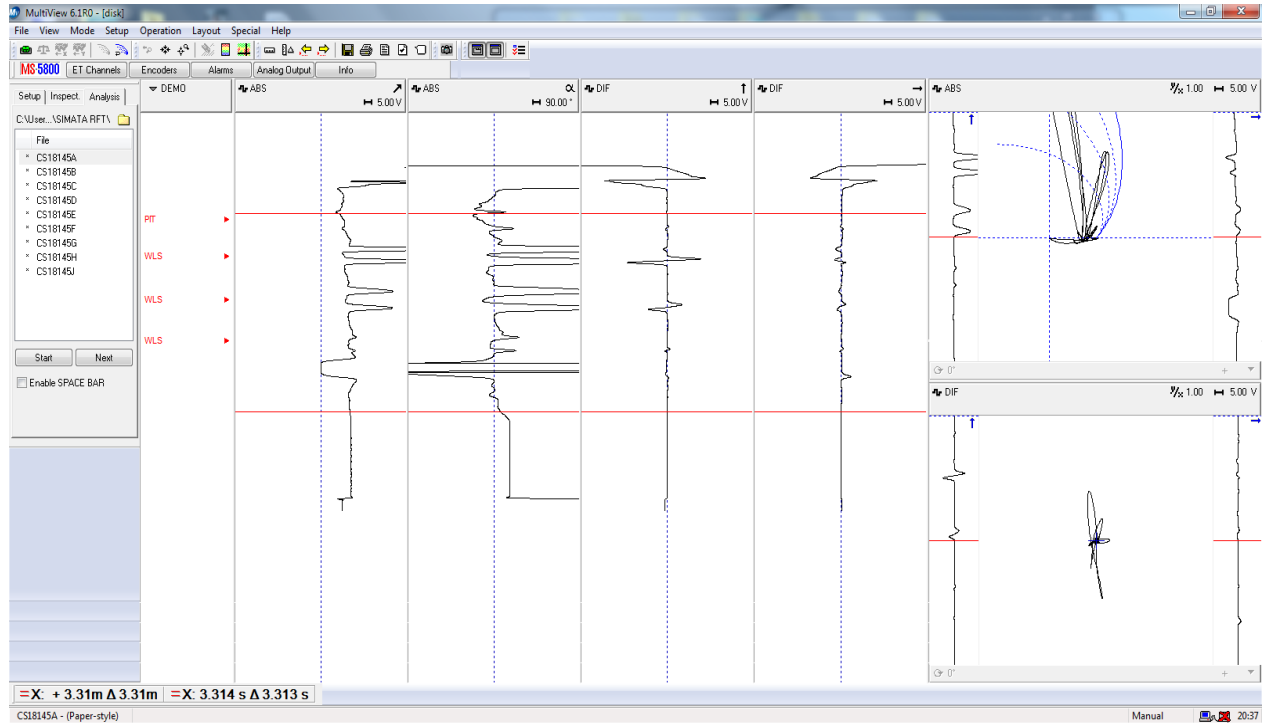 MultiView 6.1R0 - [disk]
File View Mode Setup Operation Layout Special Help
MS-5800 ET Channels Encoders Alarms Analog Output Info
Setup Inspect. Analysis
C:\User...\SIMATA RFT\
File
CS18145A
CS18145B
CS18145C
CS18145D
CS18145E
CS18145F
CS18145G
CS18145H
CS18145J
Start Next
Enable SPACE BAR
DEMO
PIT
WLS
WLS
WLS
ABS
5.00 V
ABS α
90.00 °
DIF
5.00 V
DIF
5.00 V
ABS y/x 1.00 5.00 V
0°
DIF y/x 1.00 5.00 V
0°
=X: + 3.31m Δ 3.31m =X: 3.314 s Δ 3.313 s
CS18145A - (Paper-style) Manual 20:37